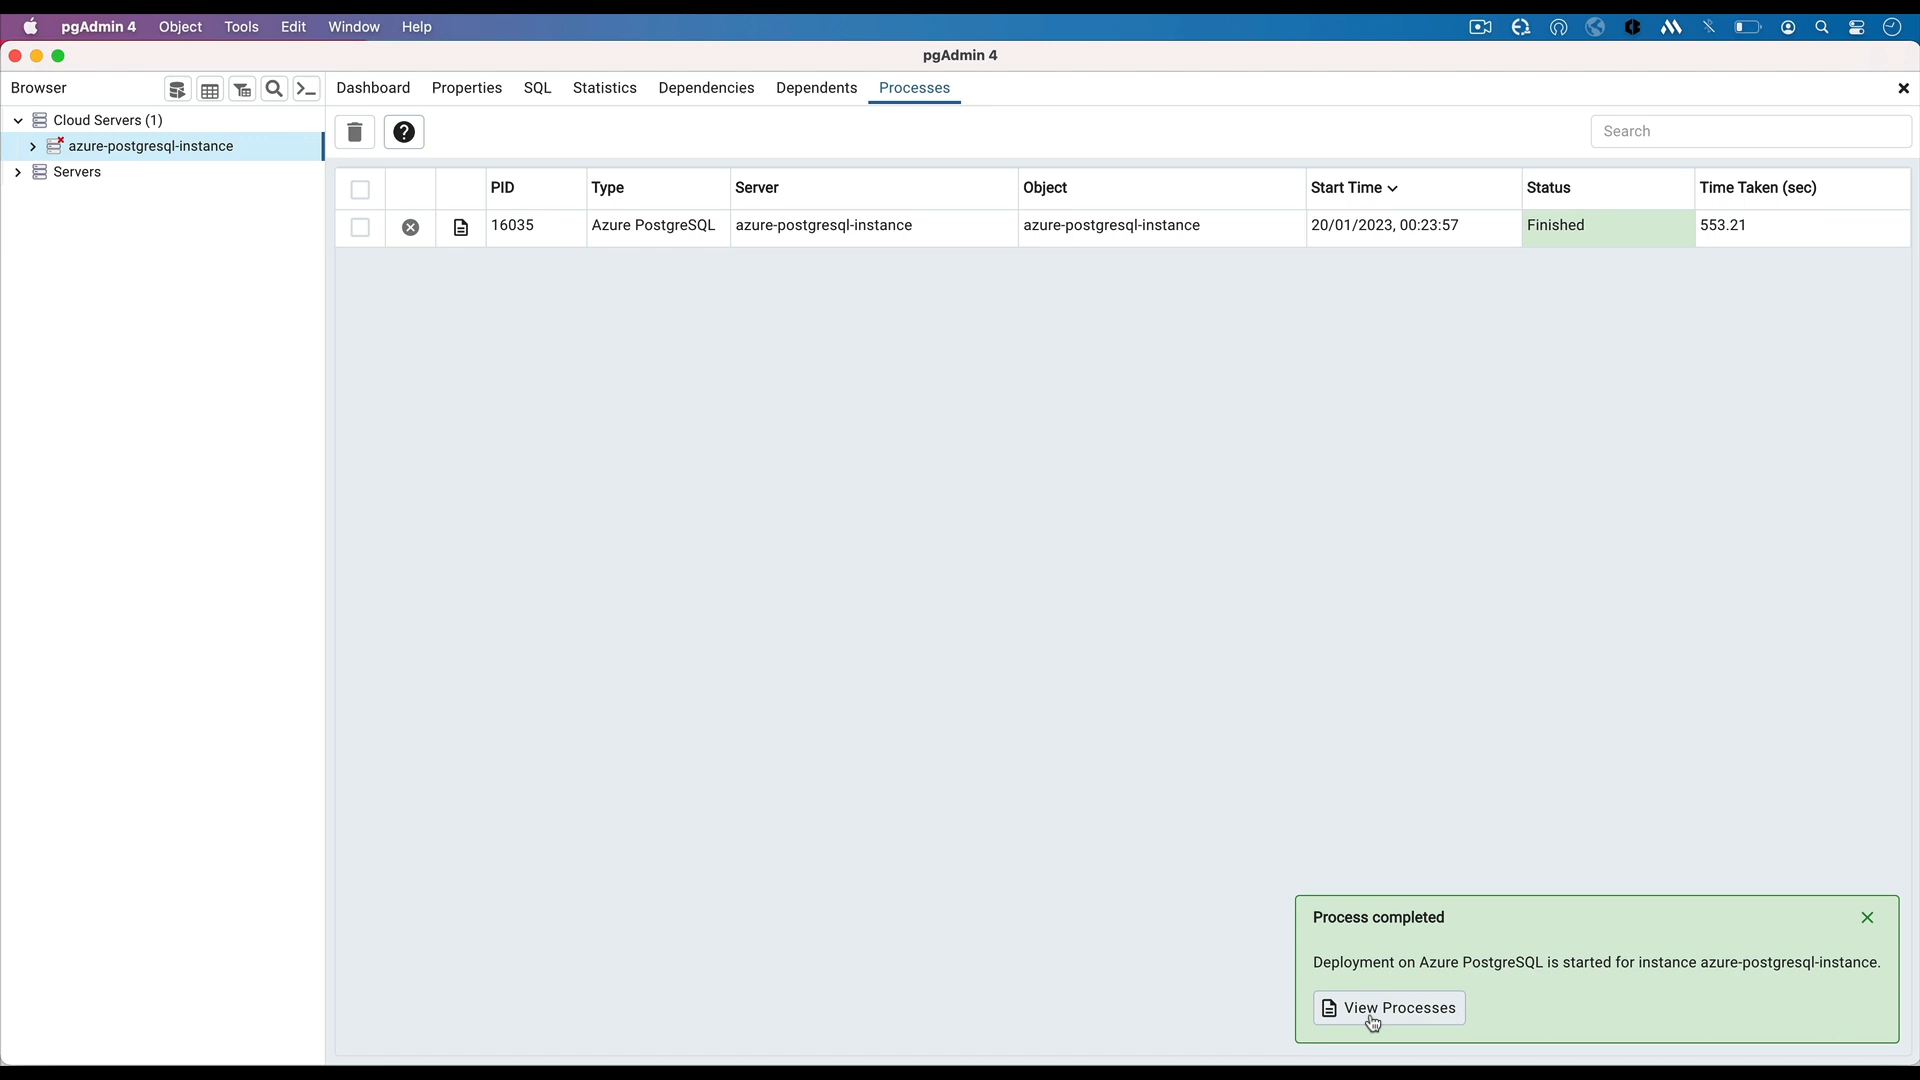 pgAdmin 4 Object Tools Edit Window Help
pgAdmin 4
Browser
Dashboard Properties SQL Statistics Dependencies Dependents Processes
Cloud Servers (1)
azure-postgresql-instance
Servers
Search
PID Type Server Object Start Time Status Time Taken (sec)
16035 Azure PostgreSQL azure-postgresql-instance azure-postgresql-instance 20/01/2023, 00:23:57 Finished 553.21
Process completed
Deployment on Azure PostgreSQL is started for instance azure-postgresql-instance.
View Processes